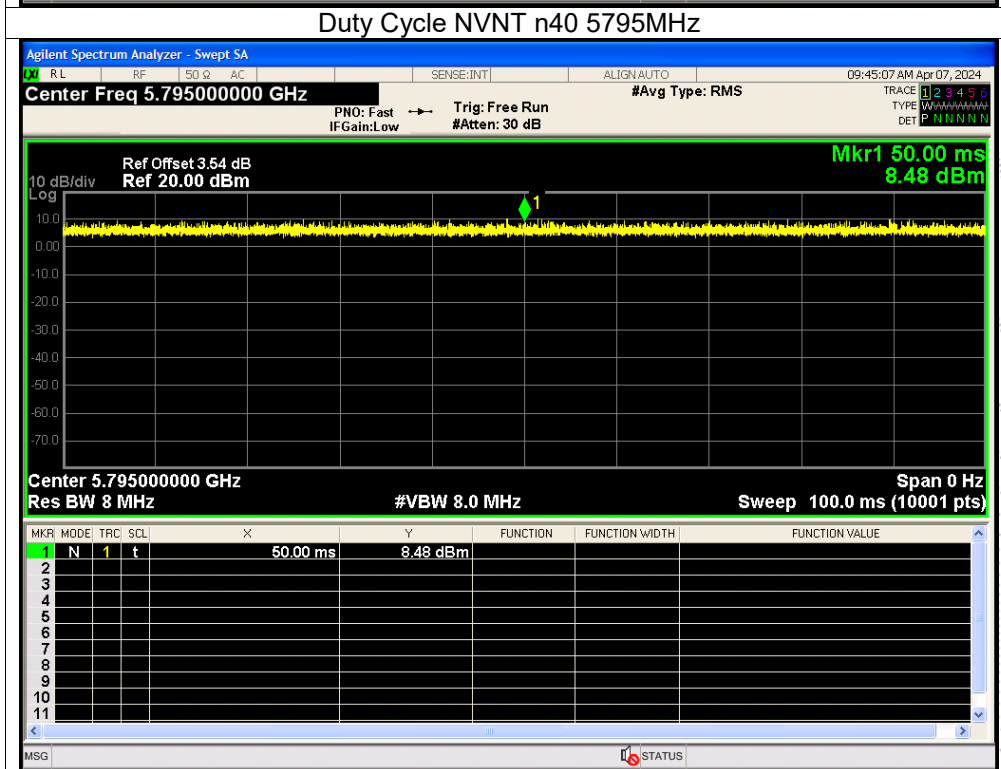 Duty Cycle NVNT n40 5795MHz
Agilent Spectrum Analyzer - Swept SA
LXI RL RF 50 Ω AC SENSE:INT ALIGN AUTO 09:45:07 AM Apr 07, 2024
Center Freq 5.795000000 GHz #Avg Type: RMS TRACE 1 2 3 4 5 6
PNO: Fast Trig: Free Run TYPE WWWWWW
IFGain:Low #Atten: 30 dB DET P N N N N N
Mkr1 50.00 ms
Ref Offset 3.54 dB
10 dB/div Ref 20.00 dBm 8.48 dBm
Log
1
10.0
0.00
-10.0
-20.0
-30.0
-40.0
-50.0
-60.0
-70.0
Center 5.795000000 GHz Span 0 Hz
Res BW 8 MHz #VBW 8.0 MHz Sweep 100.0 ms (10001 pts)
MKR MODE TRC SCL X Y FUNCTION FUNCTION WIDTH FUNCTION VALUE
1 N 1 t 50.00 ms 8.48 dBm
2
3
4
5
6
7
8
9
10
11
MSG STATUS